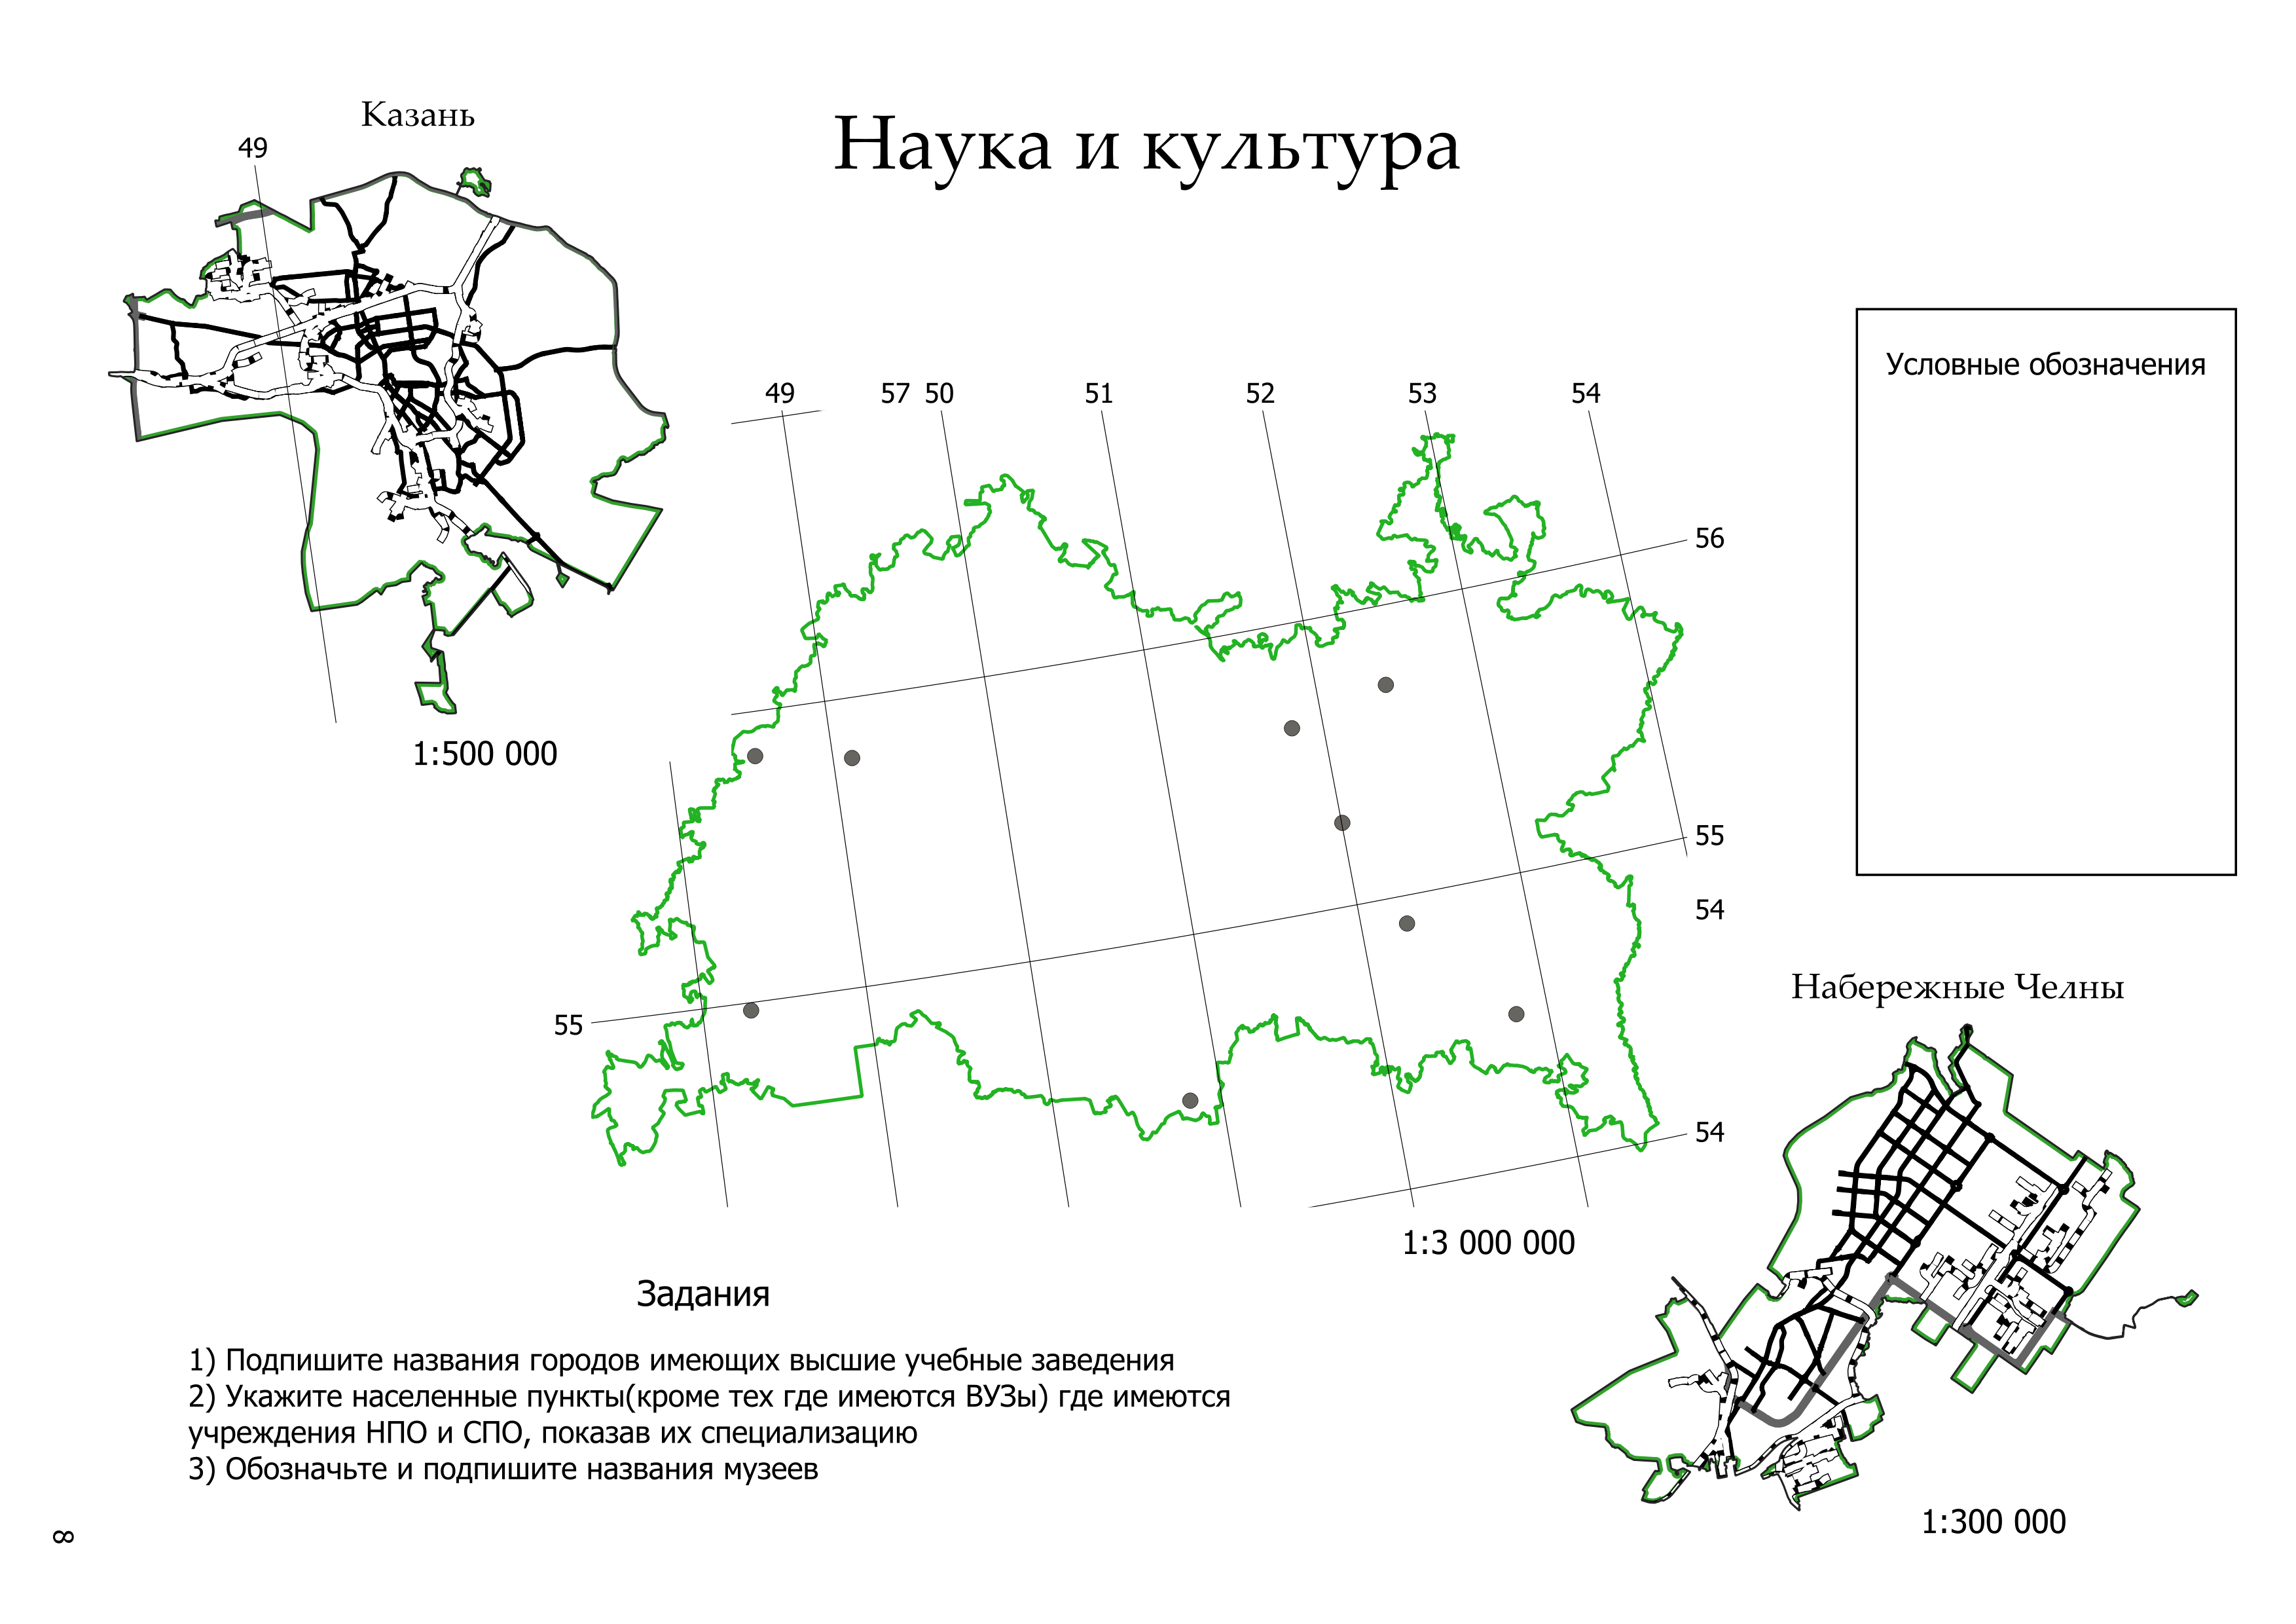 Наука и культура
Казань
49
1:500 000
49
57
50
51
52
53
54
56
55
54
55
54
1:3 000 000
Условные обозначения
Набережные Челны
1:300 000
Задания
1) Подпишите названия городов имеющих высшие учебные заведения
2) Укажите населенные пункты(кроме тех где имеются ВУЗы) где имеются
учреждения НПО и СПО, показав их специализацию
3) Обозначьте и подпишите названия музеев
8